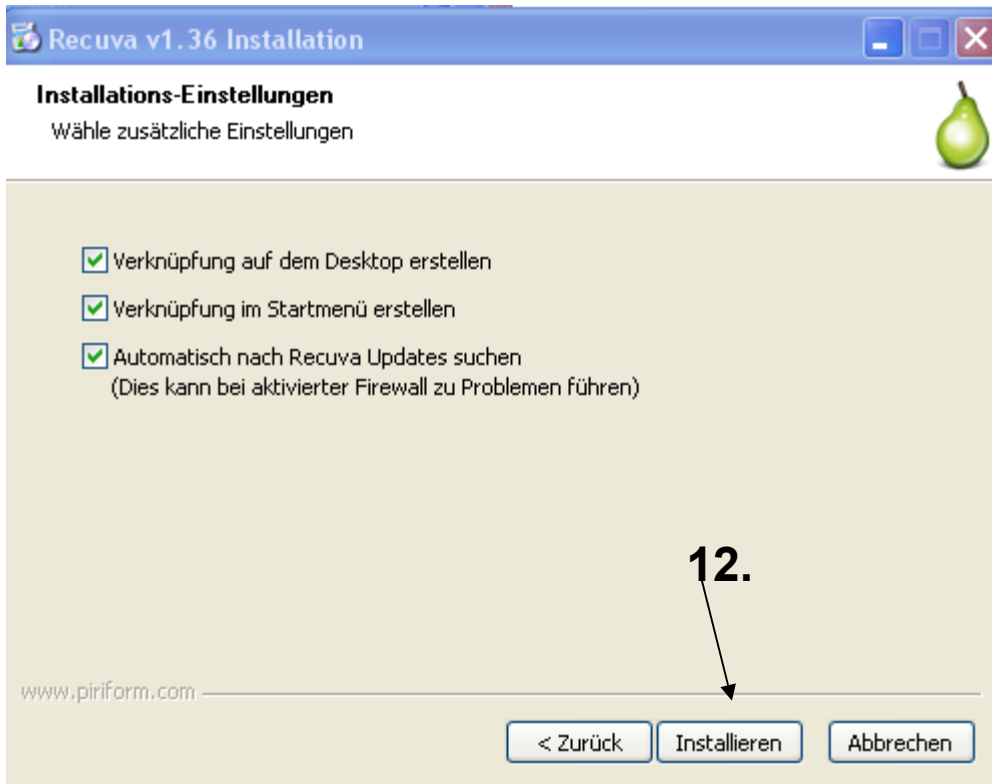 Recuva v1.36 Installation
Installations-Einstellungen
Wähle zusätzliche Einstellungen
Verknüpfung auf dem Desktop erstellen
Verknüpfung im Startmenü erstellen
Automatisch nach Recuva Updates suchen
(Dies kann bei aktivierter Firewall zu Problemen führen)
12.
www.piriform.com
< Zurück Installieren Abbrechen